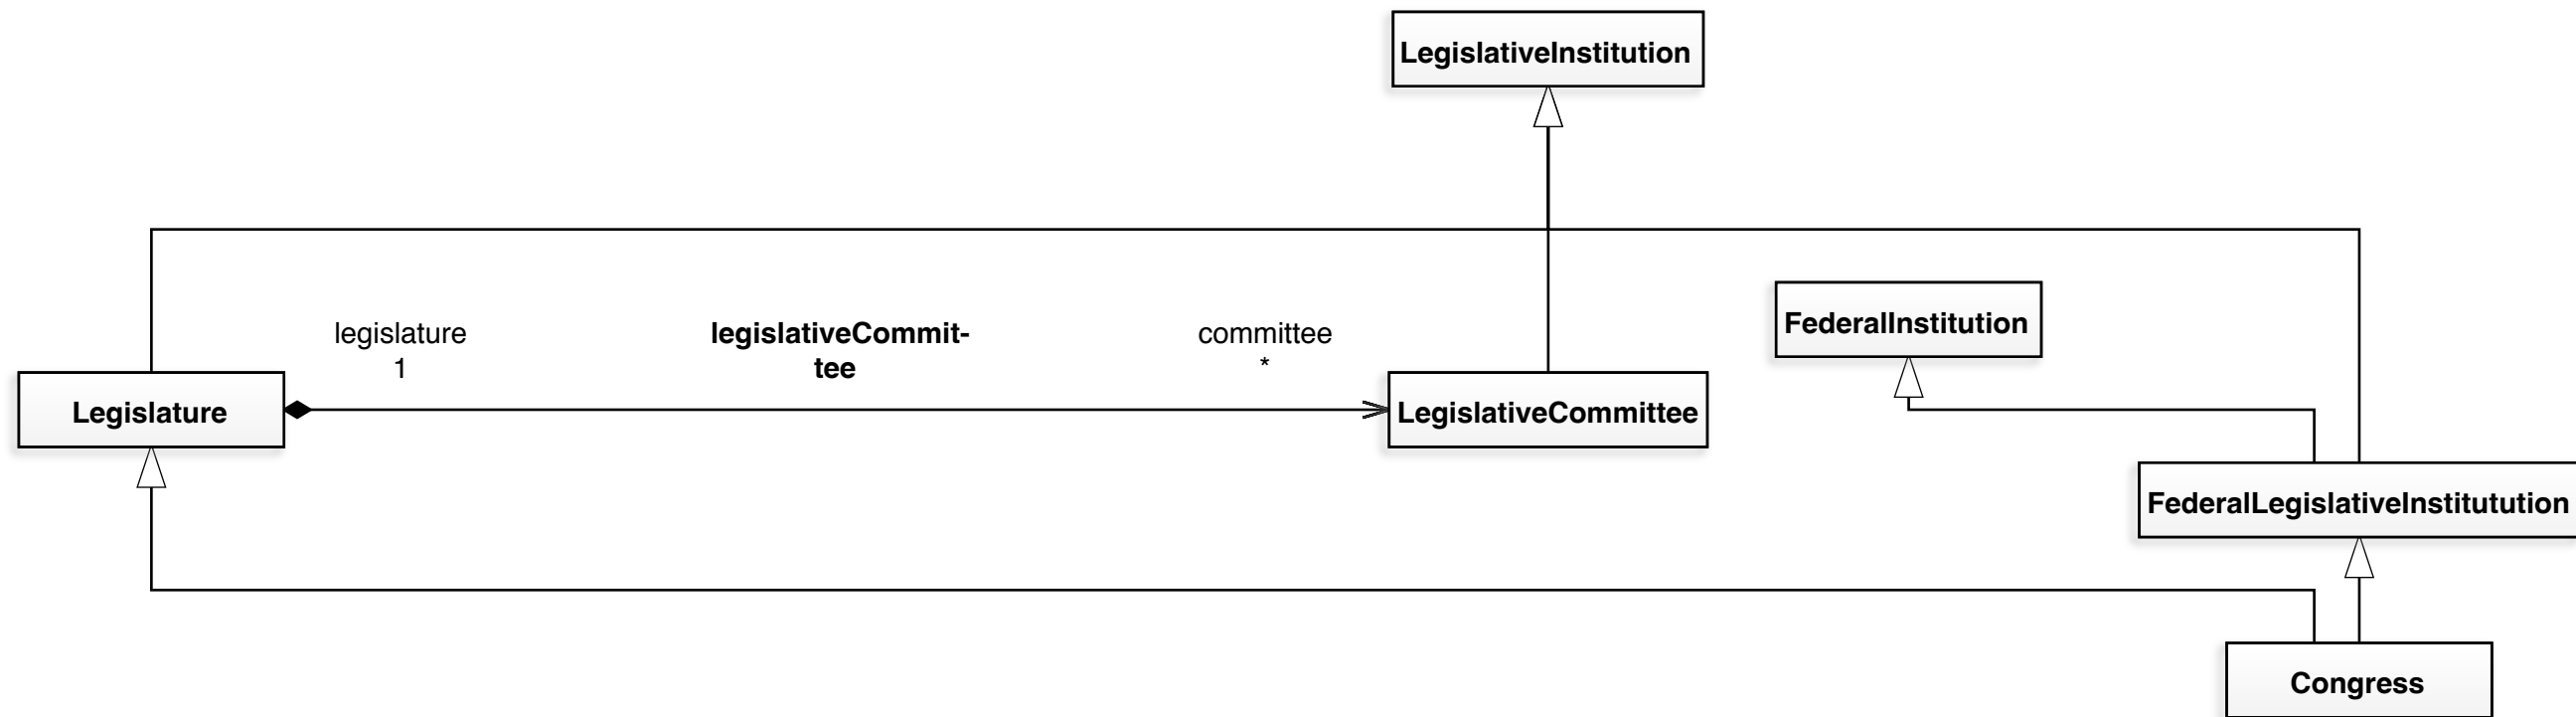 LegislativeInstitution
FederalInstitution
legislature
1
legislativeCommit-
tee
committee
*
Legislature
LegislativeCommittee
FederalLegislativeInstitutution
Congress